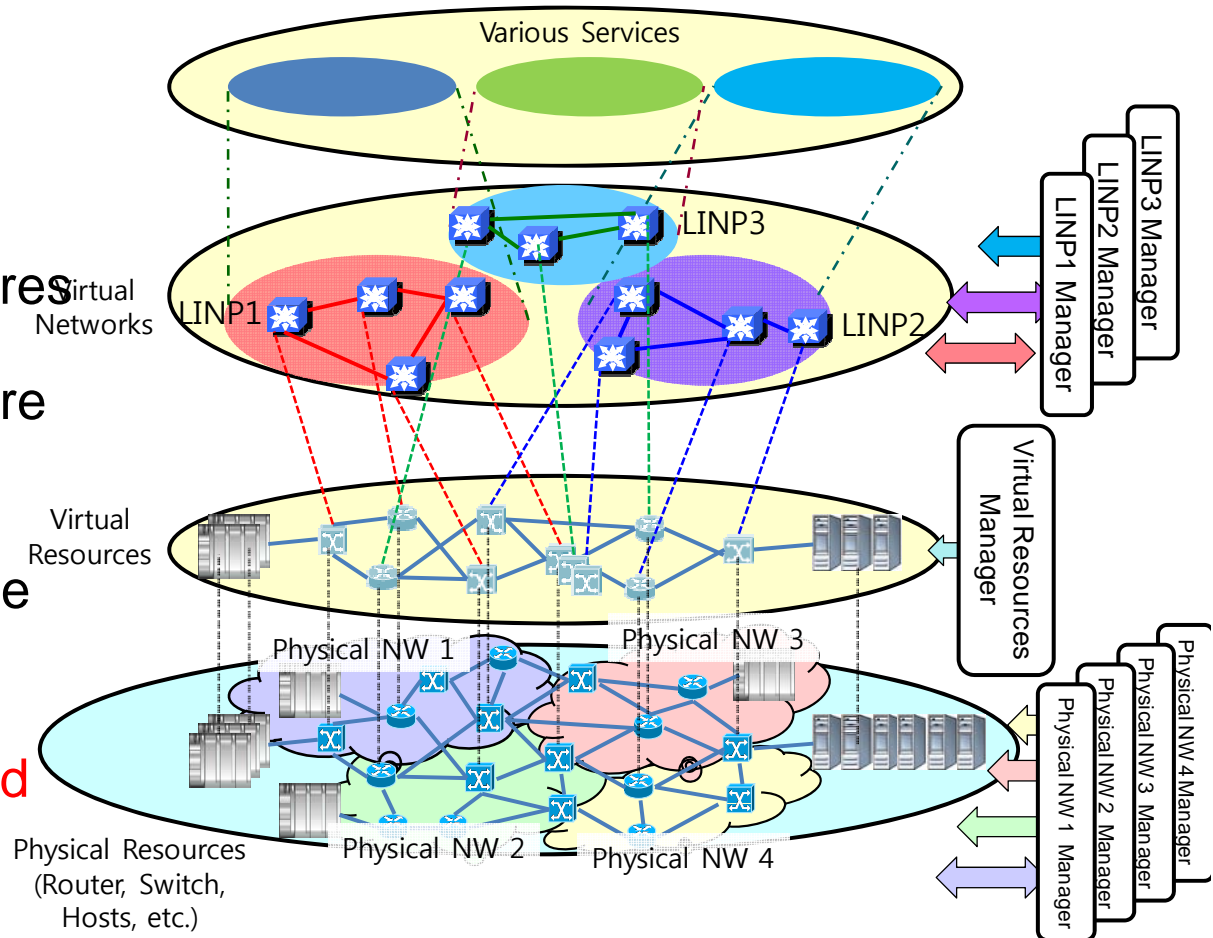 Various Services
LINP3 Manager
LINP2 Manager
LINP1 Manager
LINP3
res
Virtual
Networks
LINP1
LINP2
re
Virtual Resources
Manager
Virtual
Resources
e
Physical NW 1
Physical NW 3
Physical NW 4 Manager
Physical NW 3 Manager
Physical NW 2 Manager
Physical NW 1 Manager
d
Physical Resources
(Router, Switch,
Hosts, etc.)
Physical NW 2
Physical NW 4